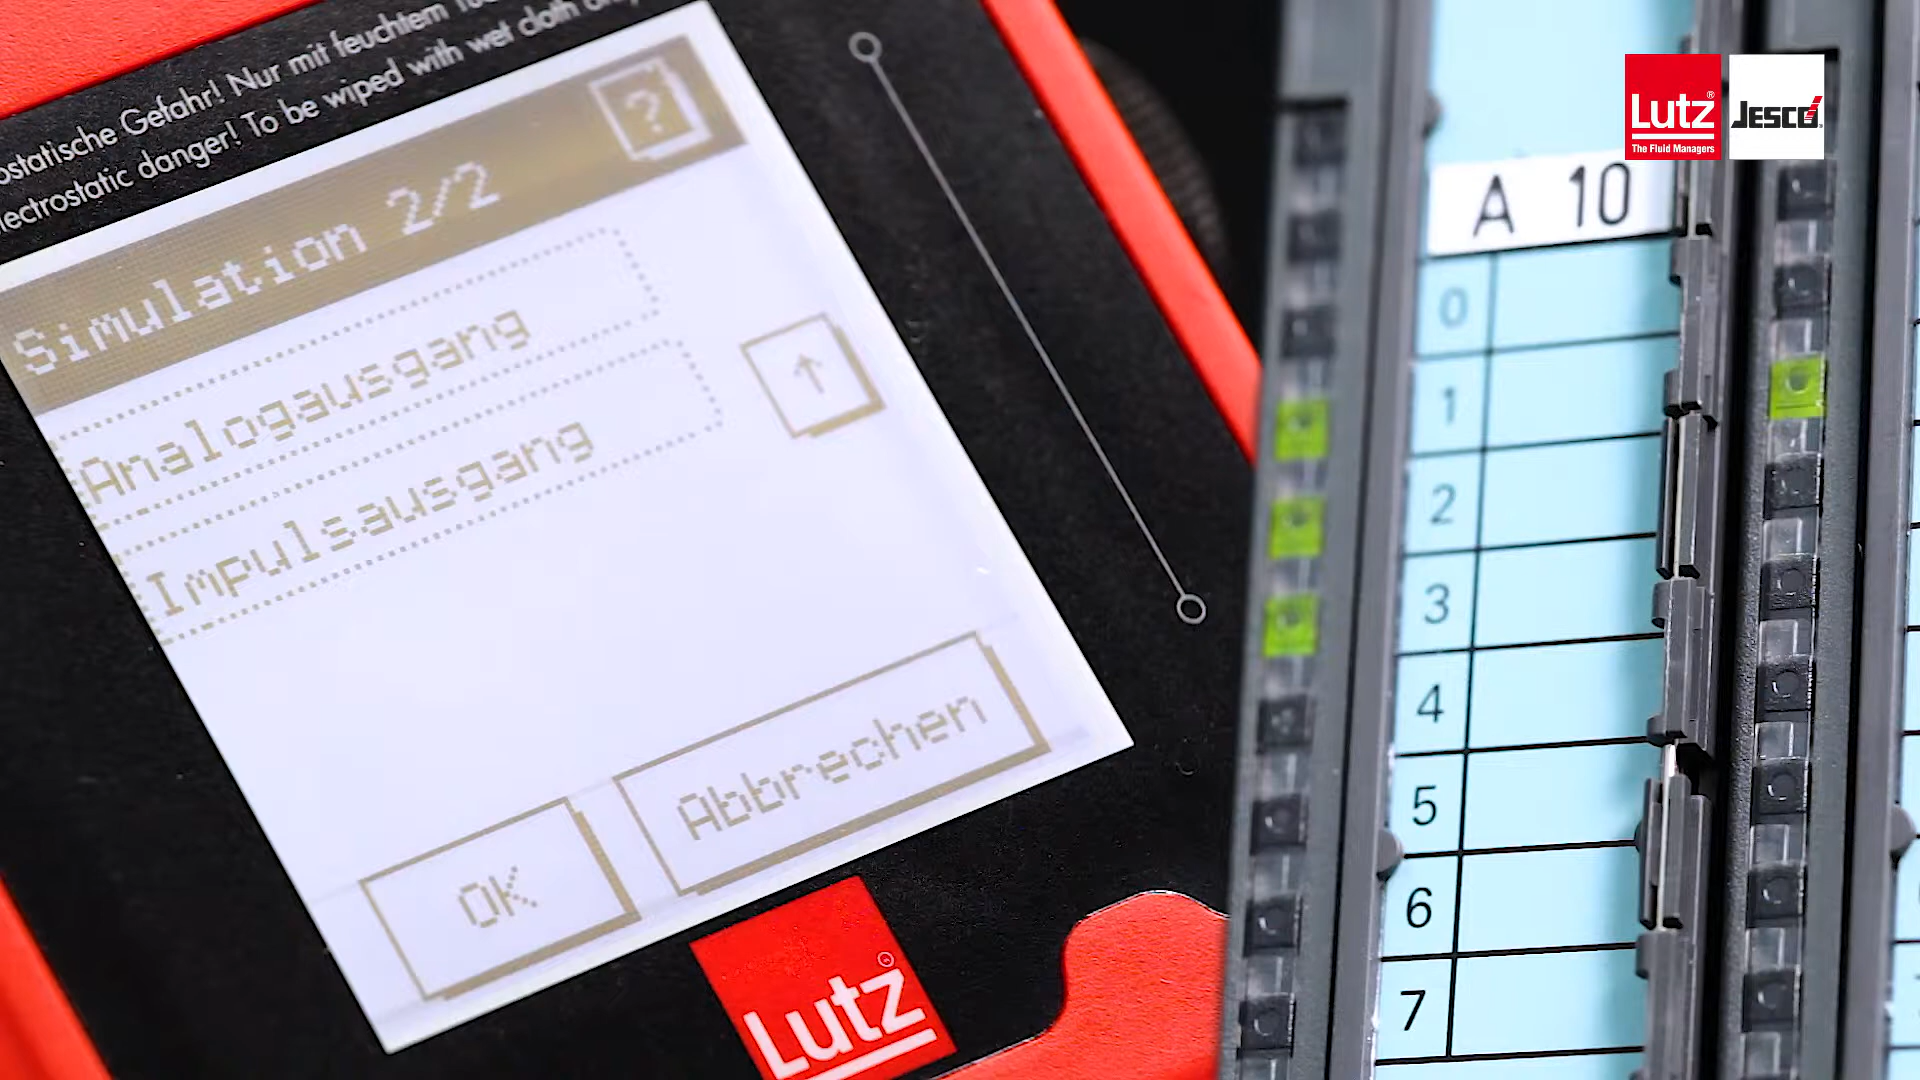 ostatische Gefahr! Nur mit feuchtem
lectrostatic danger! To be wiped with wet cloth only
?
Simulation 2/2
Analogausgang
Impulsausgang
↑
OK
Abbrechen
Lutz
A 10
0
1
2
3
4
5
6
7
Lutz®
The Fluid Managers
JESCO®